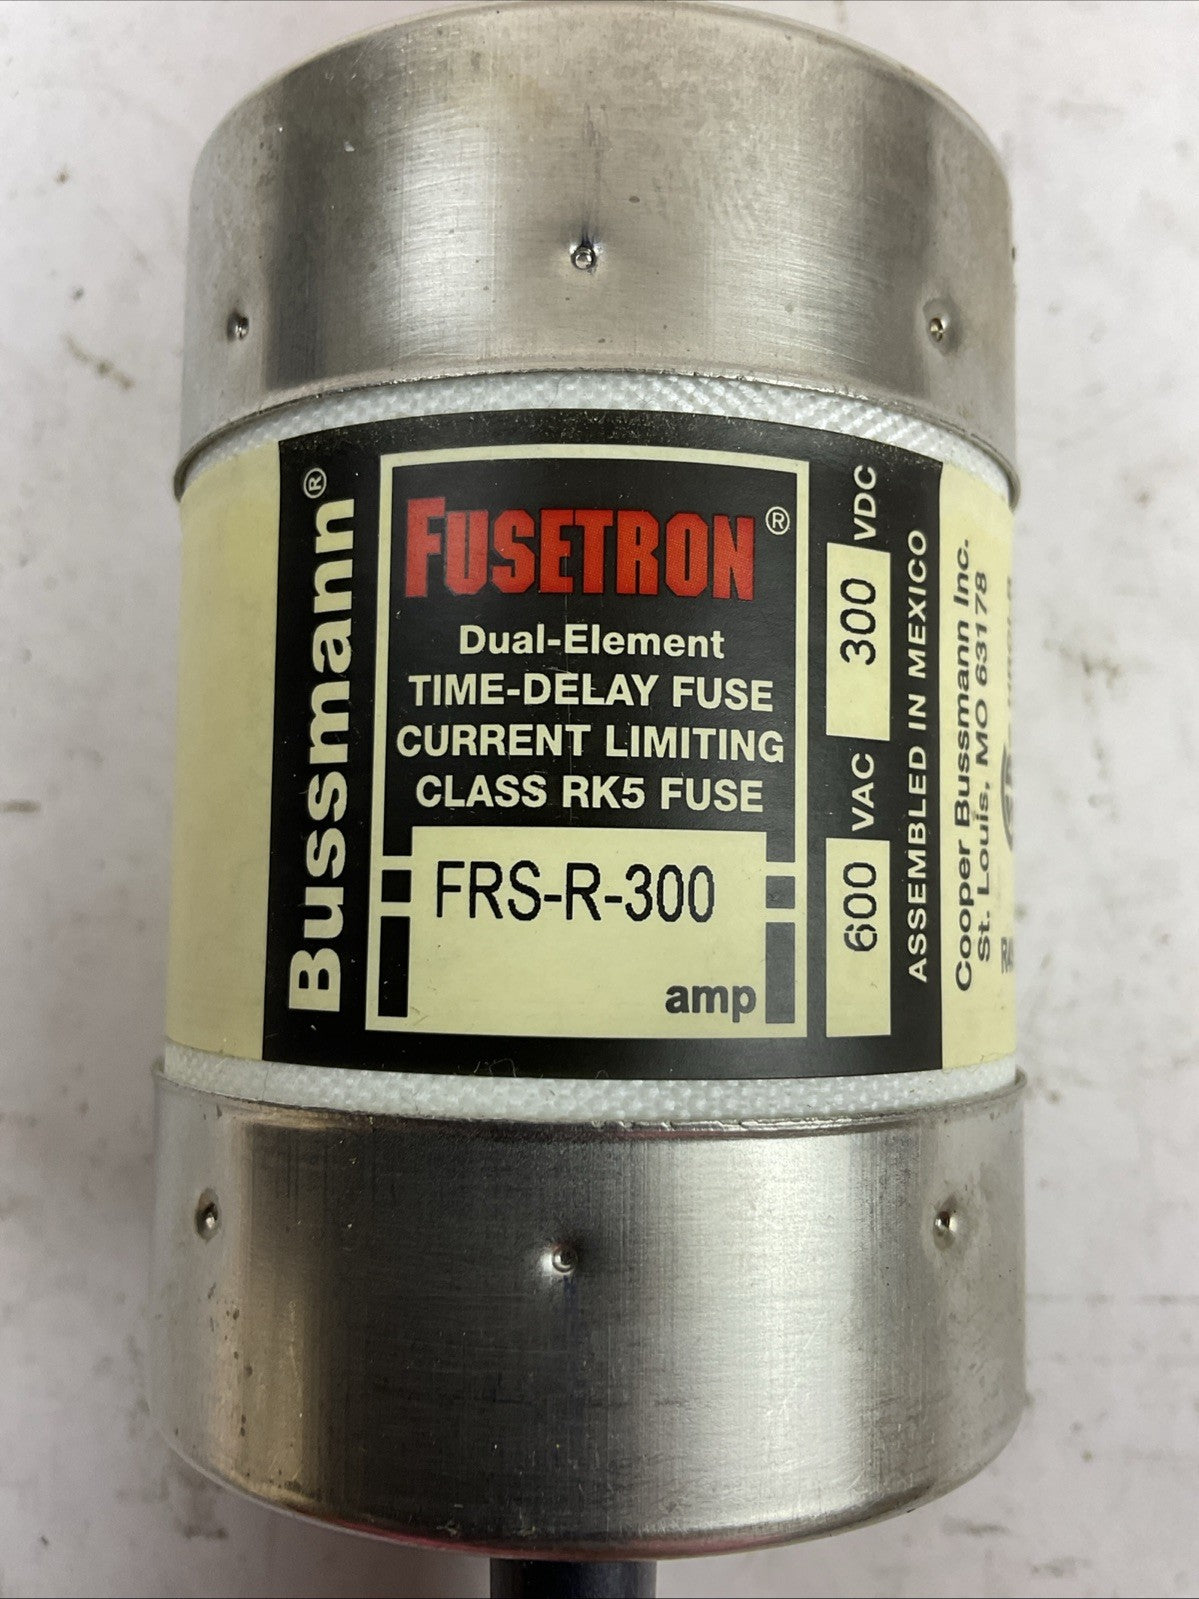 Bussmann®
FUSETRON®
Dual-Element
TIME-DELAY FUSE
CURRENT LIMITING
CLASS RK5 FUSE
FRS-R-300
amp
600 VAC 300 VDC
ASSEMBLED IN MEXICO
Cooper Bussmann Inc.
St. Louis, MO 63178